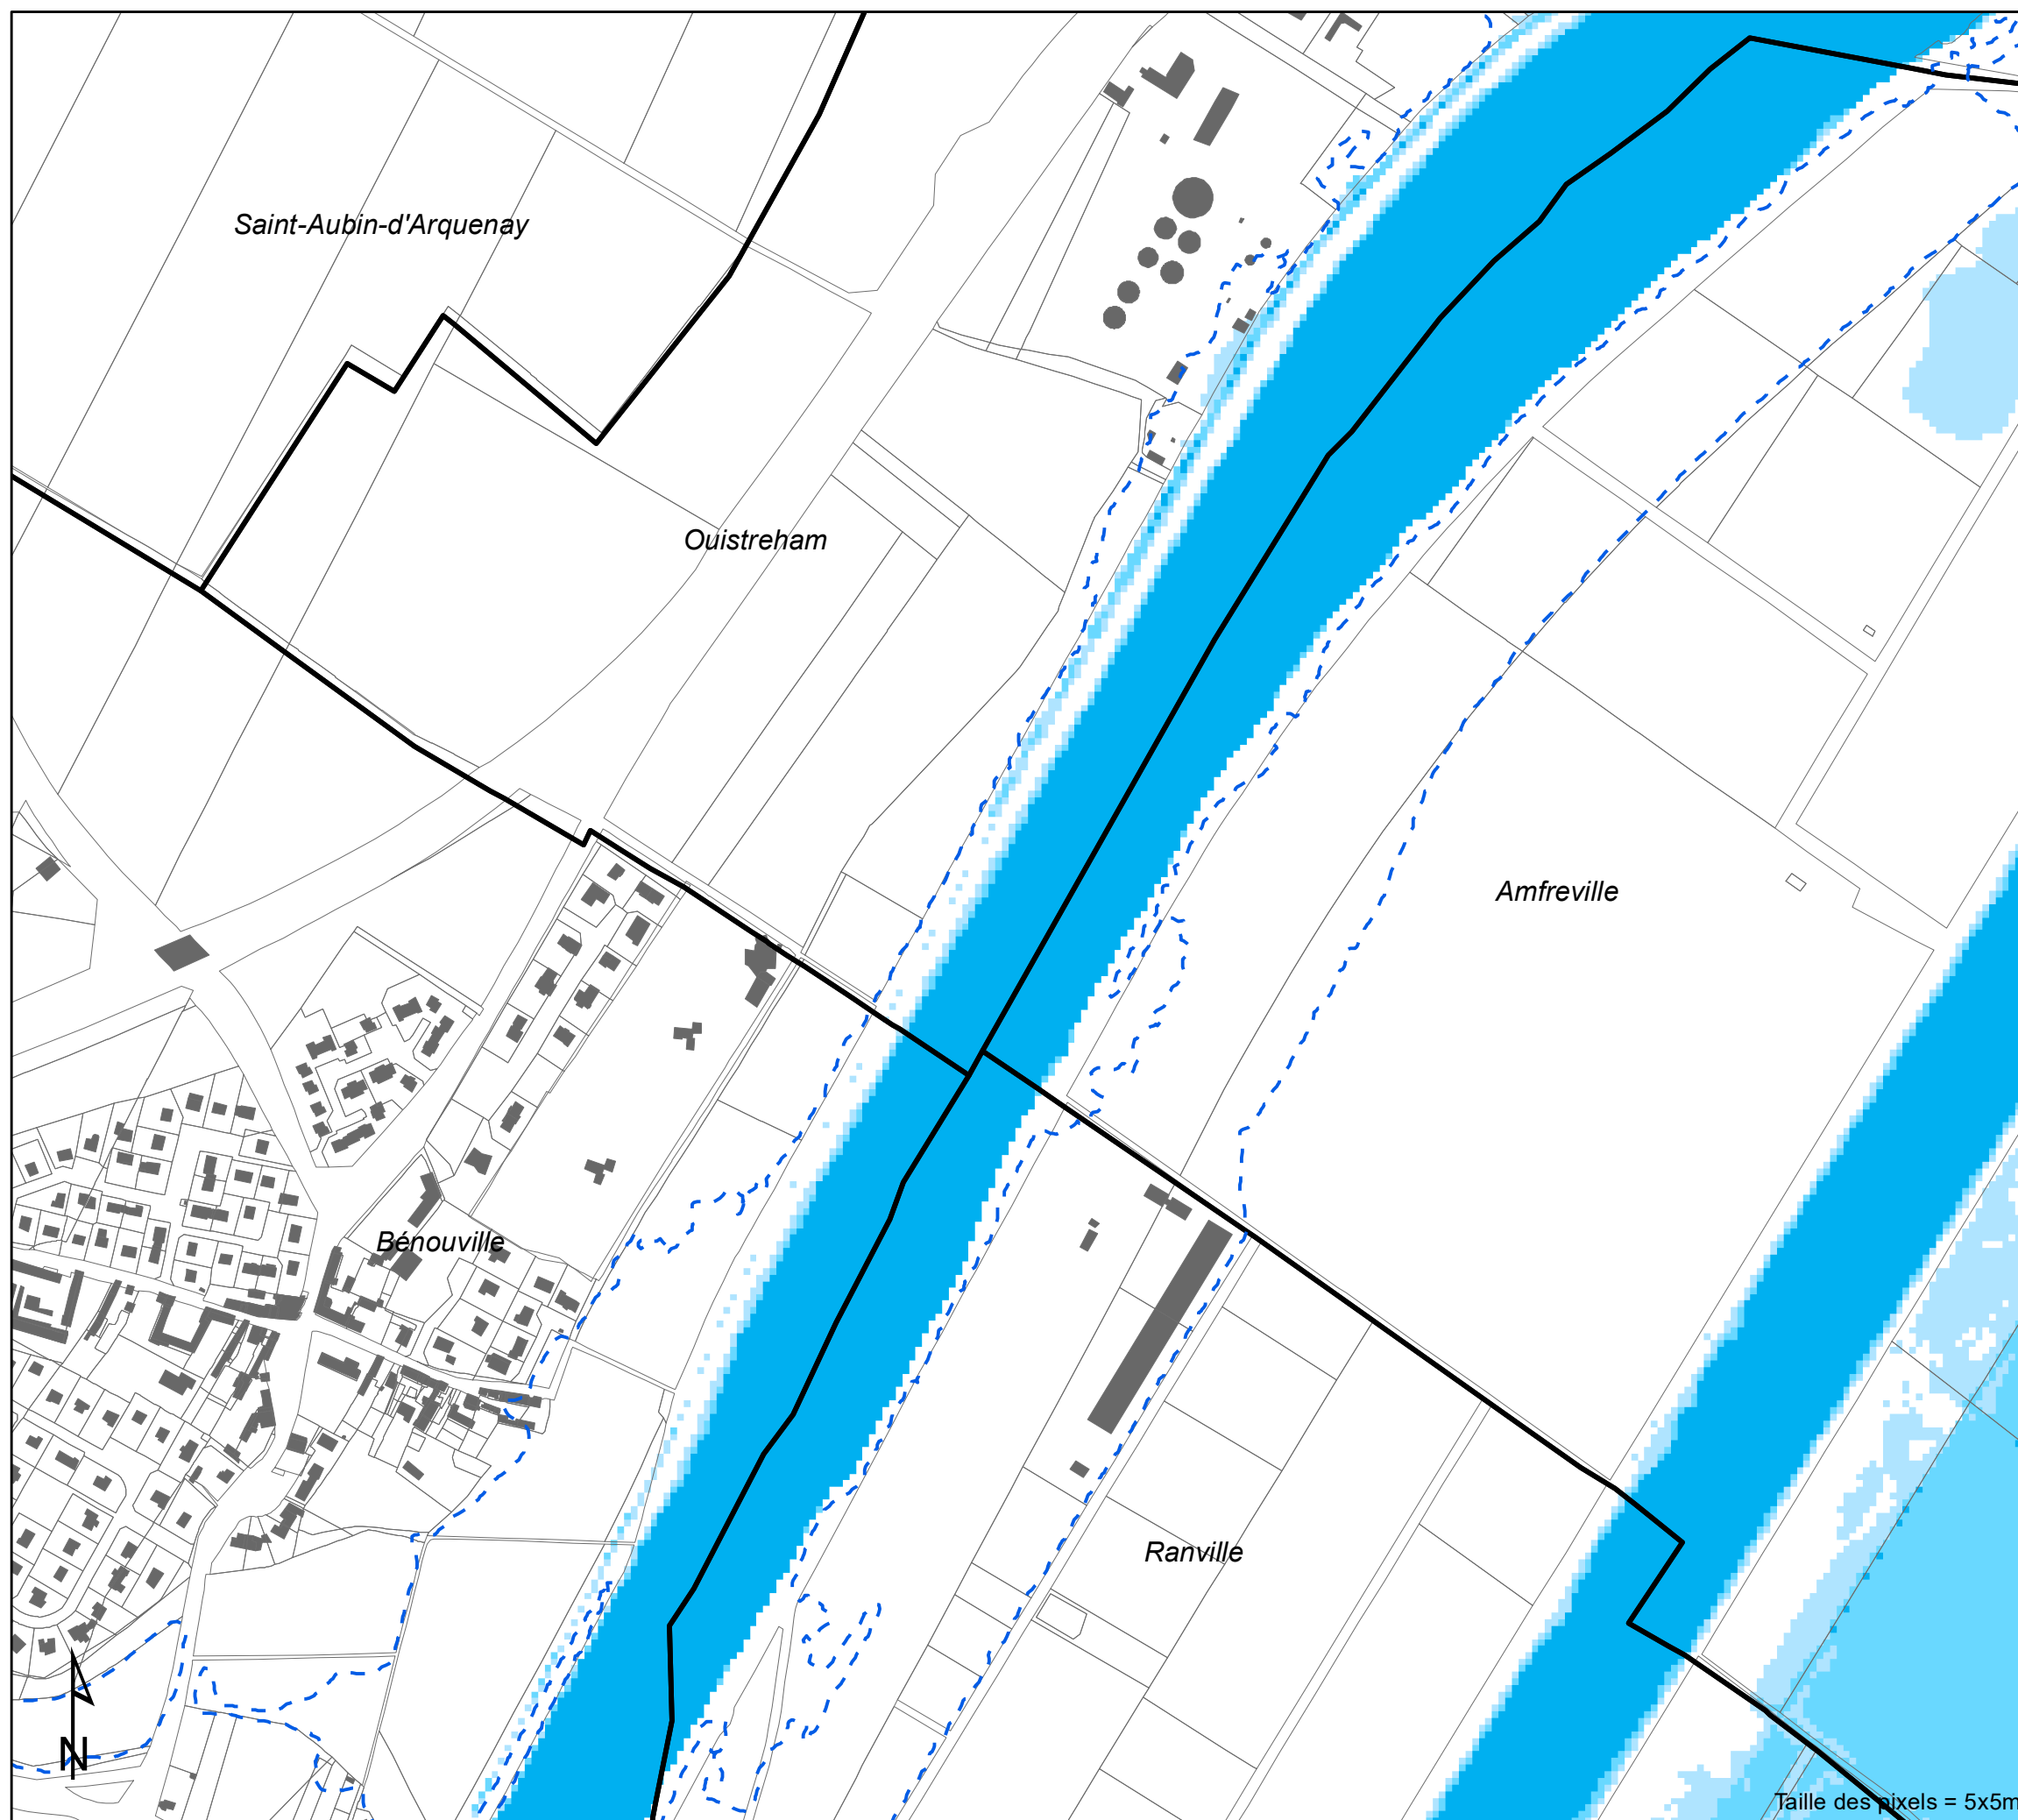 Saint-Aubin-d'Arquenay
Ouistreham
Amfreville
Bénouville
Ranville
N
Taille des pixels = 5x5m